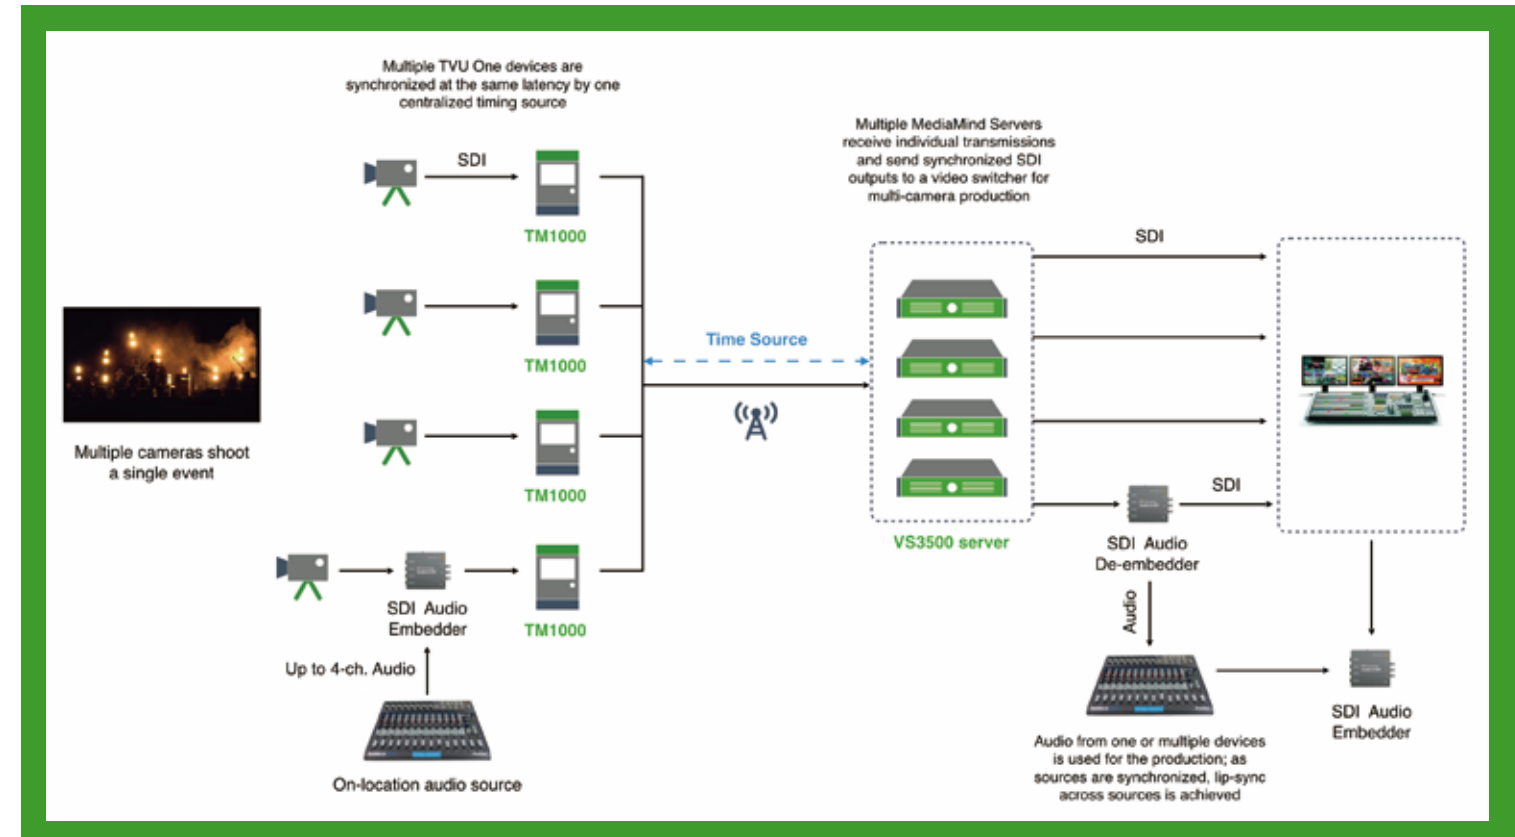 Multiple TVU One devices are
synchronized at the same latency by one
centralized timing source
SDI
TM1000
TM1000
TM1000
TM1000
Multiple cameras shoot
a single event
SDI Audio
Embedder
Up to 4-ch. Audio
On-location audio source
Time Source
Multiple MediaMind Servers
receive individual transmissions
and send synchronized SDI
outputs to a video switcher for
multi-camera production
VS3500 server
SDI
SDI
SDI Audio
De-embedder
Audio
SDI Audio
Embedder
Audio from one or multiple devices
is used for the production; as
sources are synchronized, lip-sync
across sources is achieved